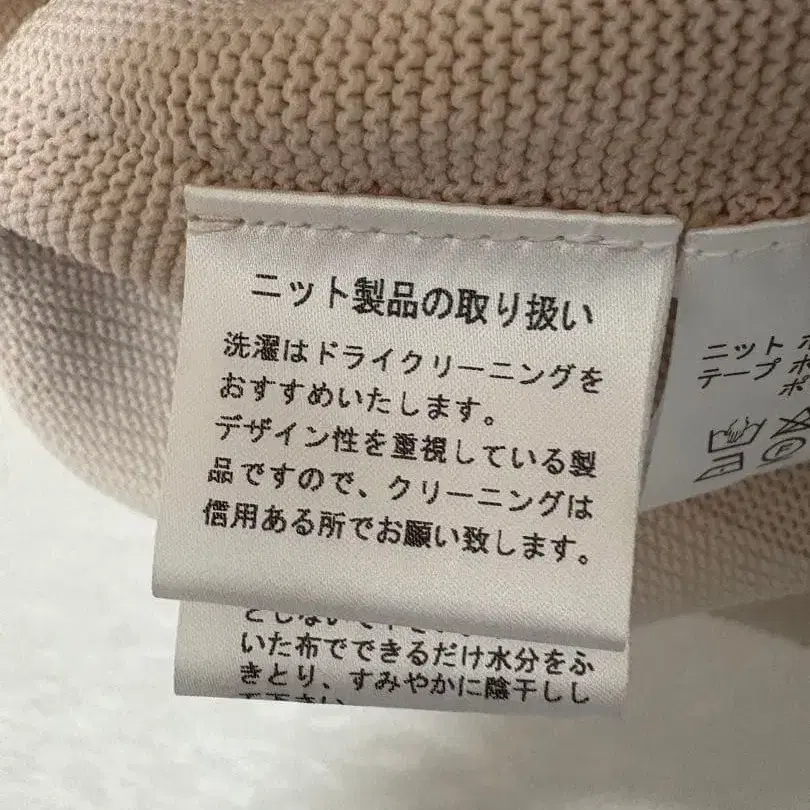 ニット製品の取り扱い
洗濯はドライクリーニングを
おすすめいたします。
デザイン性を重視している製
品ですので、クリーニングは
信用ある所でお願い致します。
いた布でできるだけ水分をふ
きとり、すみやかに陰干しし
ニット
テープ ポ
ポ